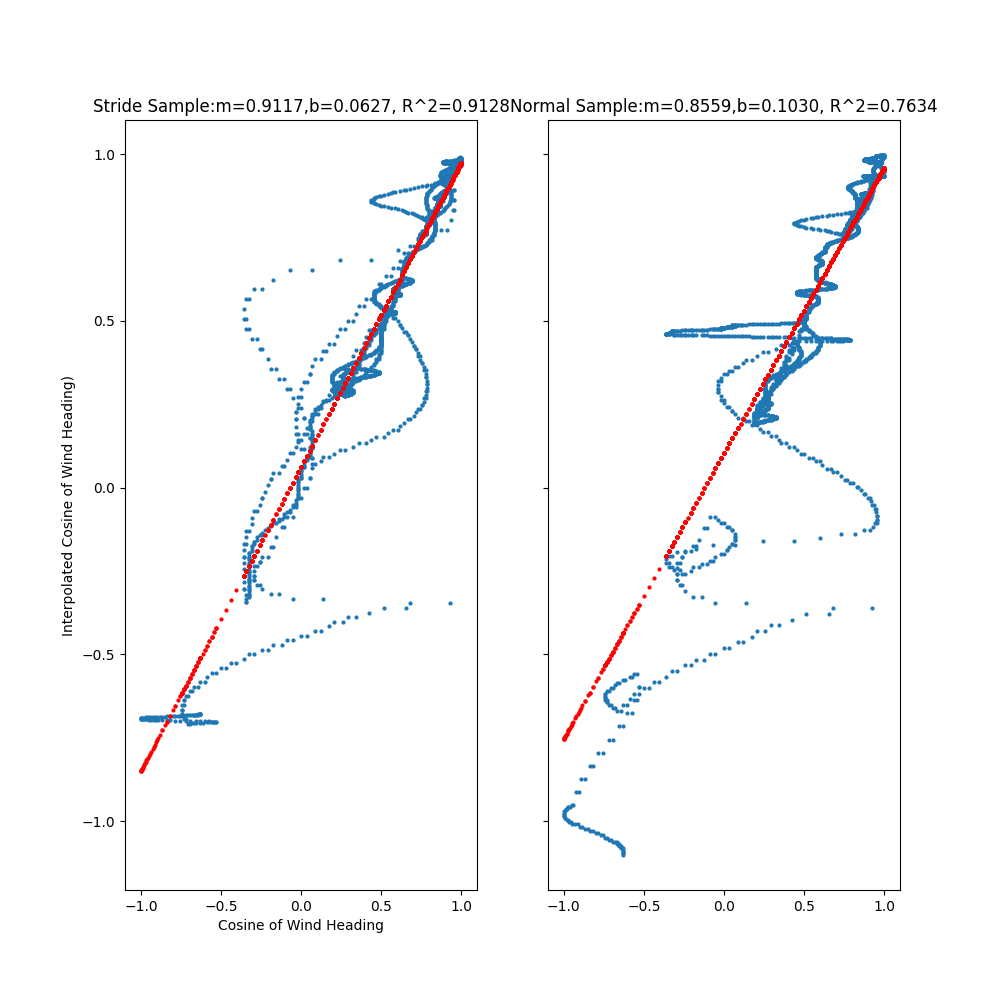 Stride Sample:m=0.9117,b=0.0627, R^2=0.9128
Normal Sample:m=0.8559,b=0.1030, R^2=0.7634
Interpolated Cosine of Wind Heading)
1.0
0.5
0.0
−0.5
−1.0
−1.0 −0.5 0.0 0.5 1.0
−1.0 −0.5 0.0 0.5 1.0
Cosine of Wind Heading